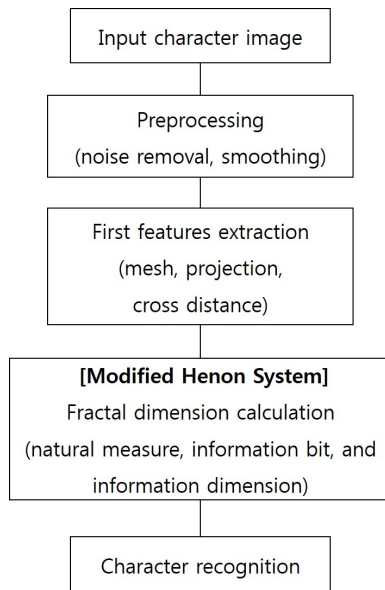 Input character image
Preprocessing
(noise removal, smoothing)
First features extraction
(mesh, projection,
cross distance)
[Modified Henon System]
Fractal dimension calculation
(natural measure, information bit, and
information dimension)
Character recognition